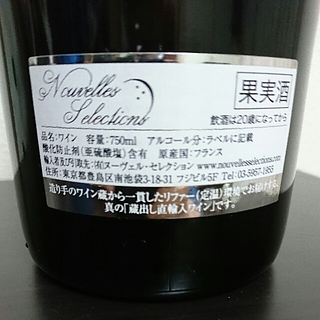 Nouvelles Selections
果実酒
飲酒は20歳になってから
品名:ワイン 容量:750ml アルコール分:ラベルに記載
酸化防止剤(亜硫酸塩)含有 原産国:フランス
輸入者及び引取先:㈲ヌーヴェル・セレクション www.nouvellesselections.com
住所:東京都豊島区南池袋3-18-31 フジビル5F Tel:03-5957-1955
造り手のワイン蔵から一貫したリファー(定温)環境でお届けする、
真の「蔵出し直輸入ワイン」です。